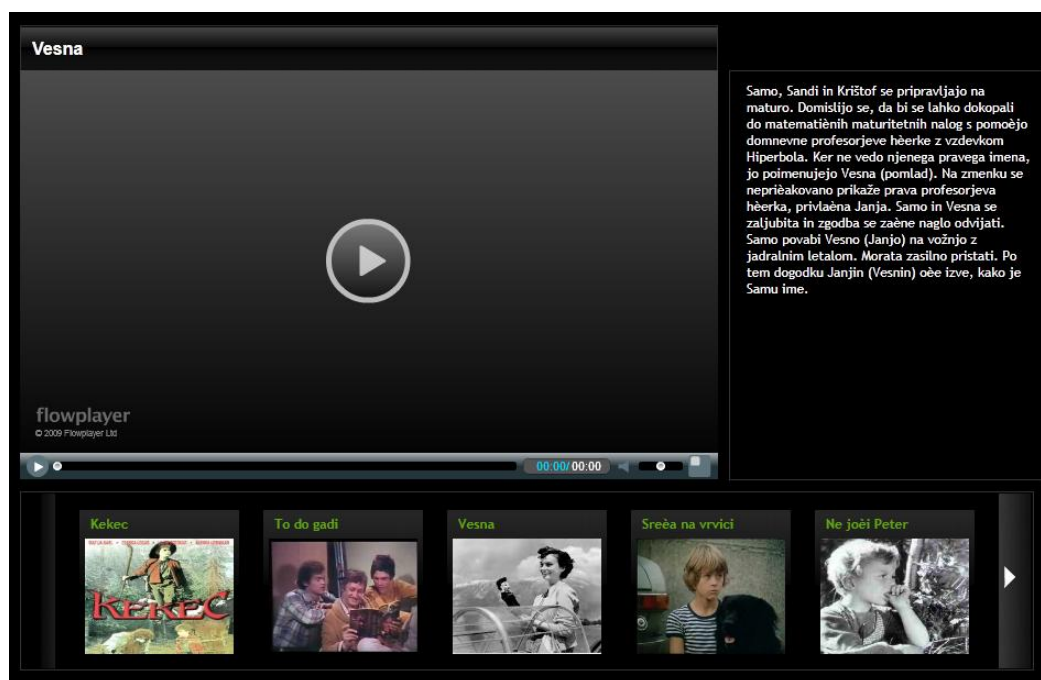 Vesna
Samo, Sandi in Krištof se pripravljajo na
maturo. Domislijo se, da bi se lahko dokopali
do matematiènih maturitetnih nalog s pomoèjo
domnevne profesorjeve hèerke z vzdevkom
Hiperbola. Ker ne vedo njenega pravega imena,
jo poimenujejo Vesna (pomlad). Na zmenku se
neprièakovano prikaže prava profesorjeva
hèerka, privlaèna Janja. Samo in Vesna se
zaljubita in zgodba se zaène naglo odvijati.
Samo povabi Vesno (Janjo) na vožnjo z
jadralnim letalom. Morata zasilno pristati. Po
tem dogodku Janjin (Vesnin) oèe izve, kako je
Samu ime.
flowplayer
© 2009 Flowplayer Ltd
00:00/00:00
Kekec
To do gadi
Vesna
Sreèa na vrvici
Ne joèi Peter
KEKEC